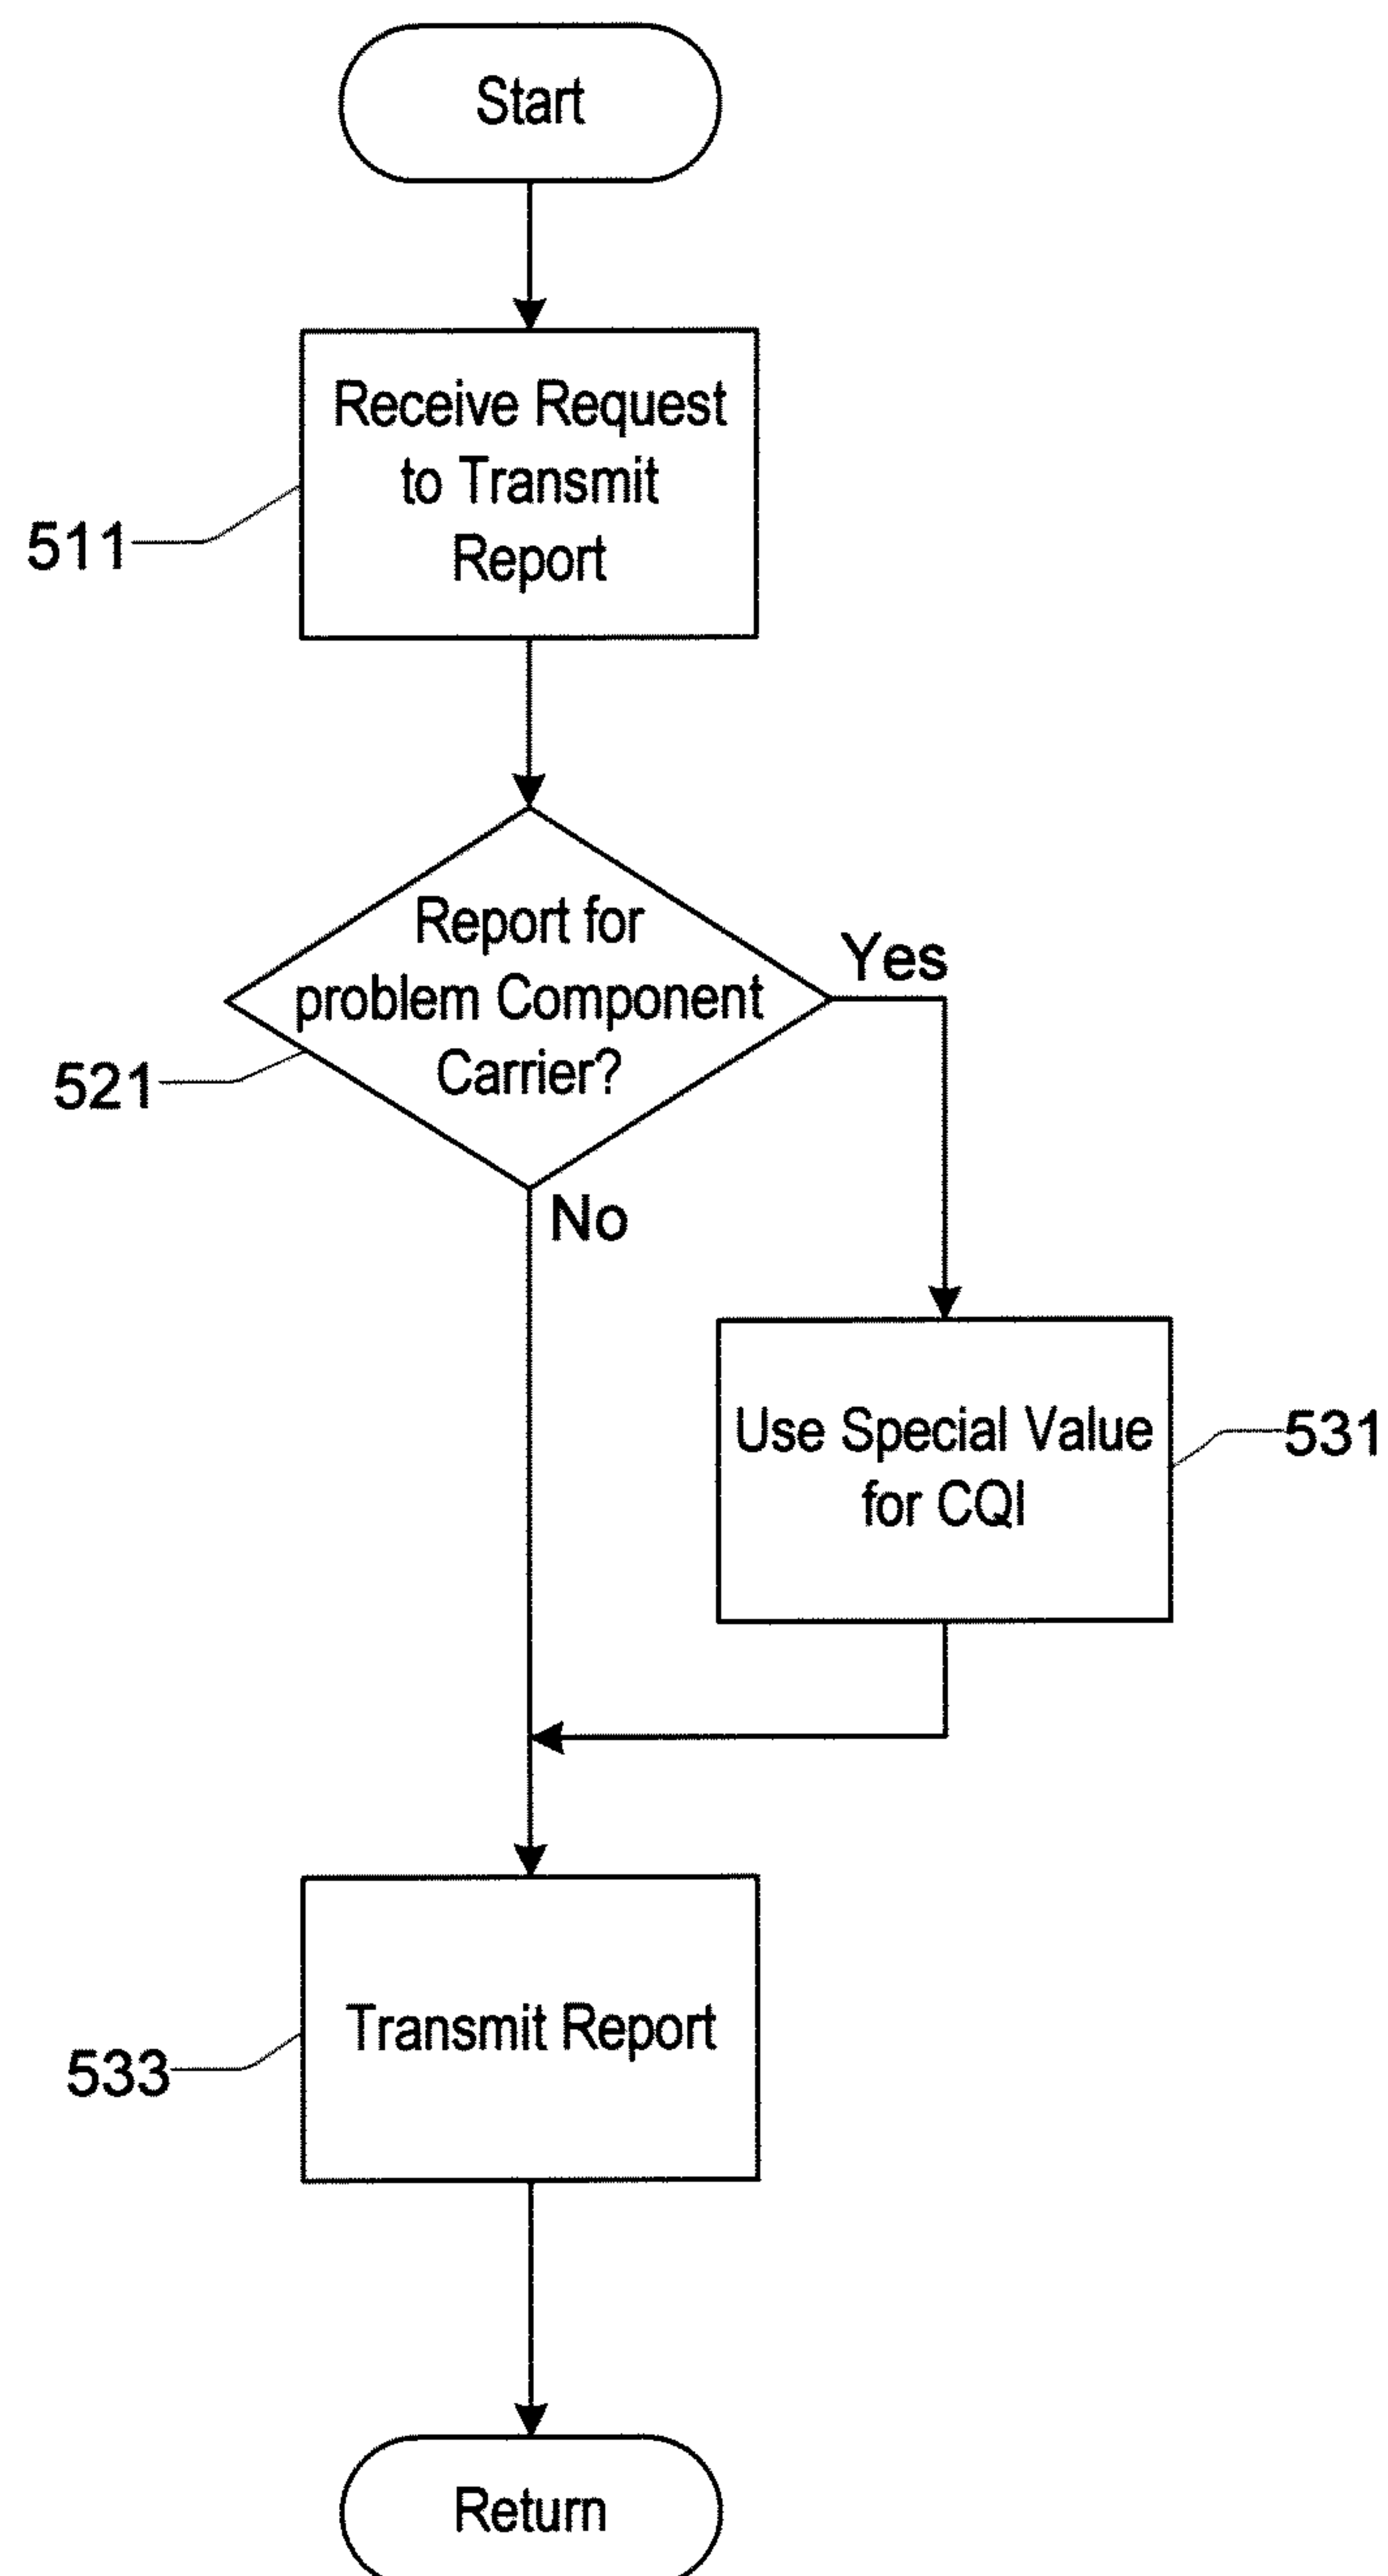 Start
Receive Request
to Transmit
Report
511
Report for
problem Component
Carrier?
Yes
521
No
Use Special Value
for CQI
531
Transmit Report
533
Return